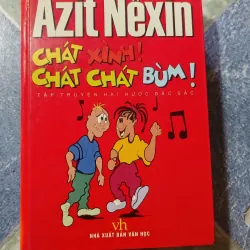 Azit Nêxin
CHÁT XÌNH!
CHÁT CHÁT BÙM!
TẬP TRUYỆN HÀI HƯỚC ĐẶC SẮC
vh
NHÀ XUẤT BẢN VĂN HỌC